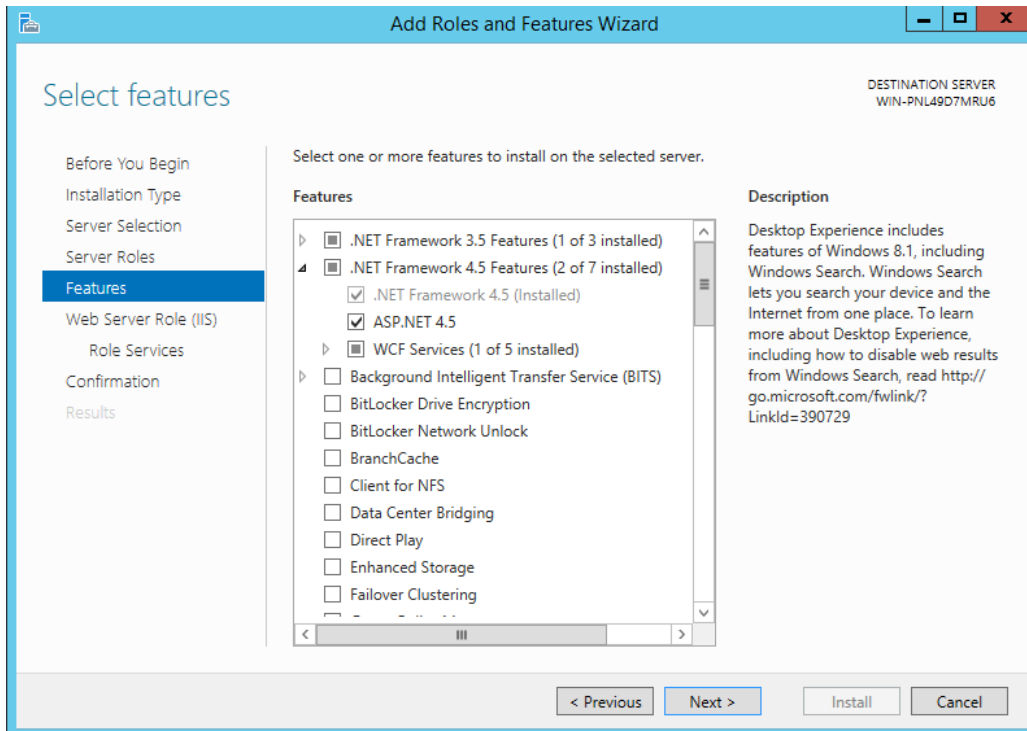 Add Roles and Features Wizard
x
Select features
DESTINATION SERVER
WIN-PNL49D7MRU6
Before You Begin
Installation Type
Server Selection
Server Roles
Features
Web Server Role (IIS)
Role Services
Confirmation
Results
Select one or more features to install on the selected server.
Features
.NET Framework 3.5 Features (1 of 3 installed)
.NET Framework 4.5 Features (2 of 7 installed)
.NET Framework 4.5 (Installed)
ASP.NET 4.5
WCF Services (1 of 5 installed)
Background Intelligent Transfer Service (BITS)
BitLocker Drive Encryption
BitLocker Network Unlock
BranchCache
Client for NFS
Data Center Bridging
Direct Play
Enhanced Storage
Failover Clustering
Description
Desktop Experience includes
features of Windows 8.1, including
Windows Search. Windows Search
lets you search your device and the
Internet from one place. To learn
more about Desktop Experience,
including how to disable web results
from Windows Search, read http://
go.microsoft.com/fwlink/?
LinkId=390729
< Previous
Next >
Install
Cancel